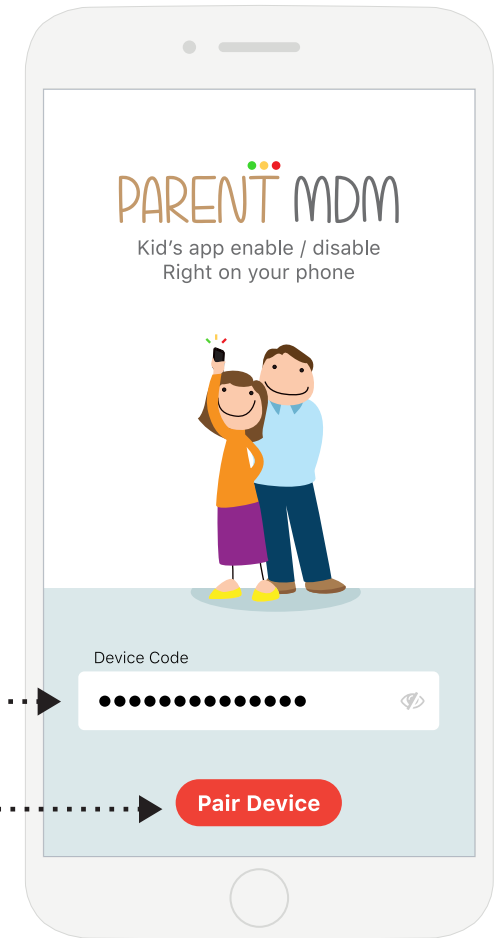 PARENT MDM
Kid's app enable / disable
Right on your phone
Device Code
●●●●●●●●●●●●●●
Pair Device